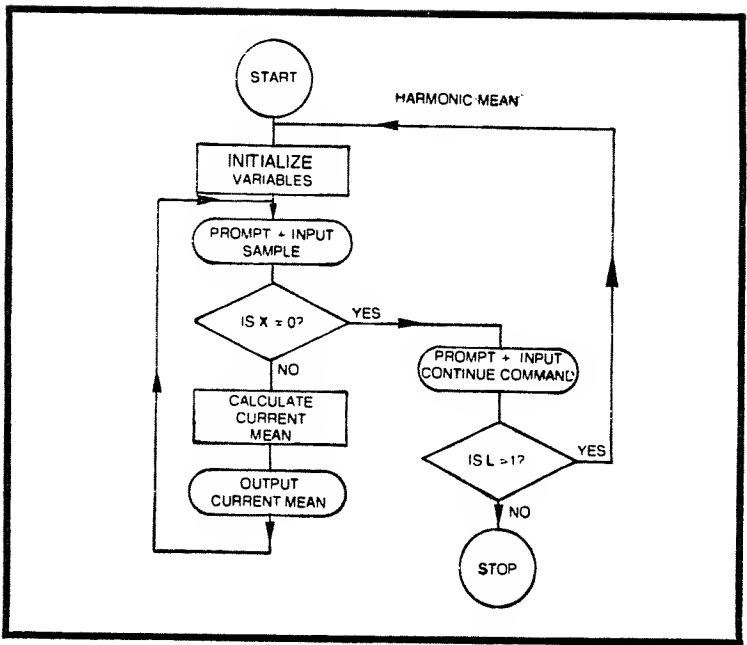 START
HARMONIC MEAN
INITIALIZE
VARIABLES
PROMPT + INPUT
SAMPLE
IS X = 0?
YES
NO
CALCULATE
CURRENT
MEAN
OUTPUT
CURRENT MEAN
PROMPT + INPUT
CONTINUE COMMAND
IS L = 1?
YES
NO
STOP